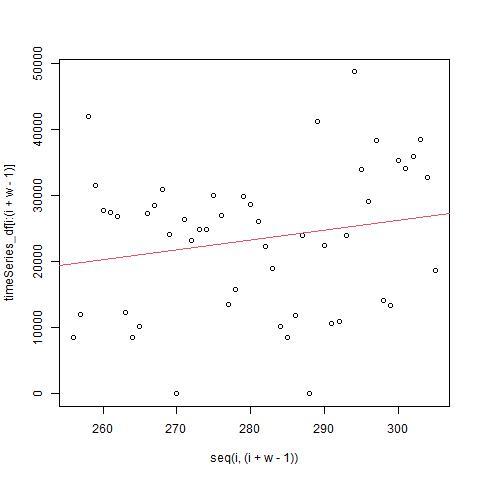 50000
40000
30000
20000
10000
0
timeSeries_df[i:(i + w - 1)]
260 270 280 290 300
seq(i, (i + w - 1))